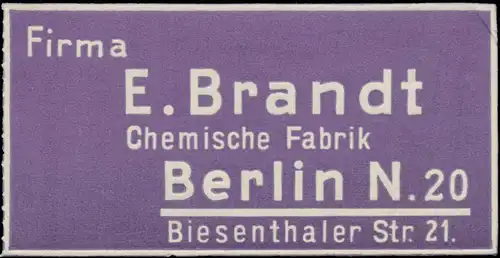 Firma
E. Brandt
Chemische Fabrik
Berlin N. 20
Biesenthaler Str. 21.